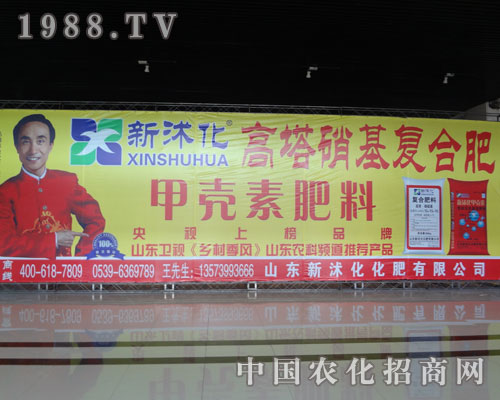 1988.TV
新沭化®
XINSHUHUA
高塔硝基复合肥
甲壳素肥料
央视上榜品牌
山东卫视《乡村季风》山东农科频道推荐产品
100%
复合肥料
离线 400-618-7809 0539-6369789 王先生：13573993666 山东新沭化化肥有限公司
中国农化招商网